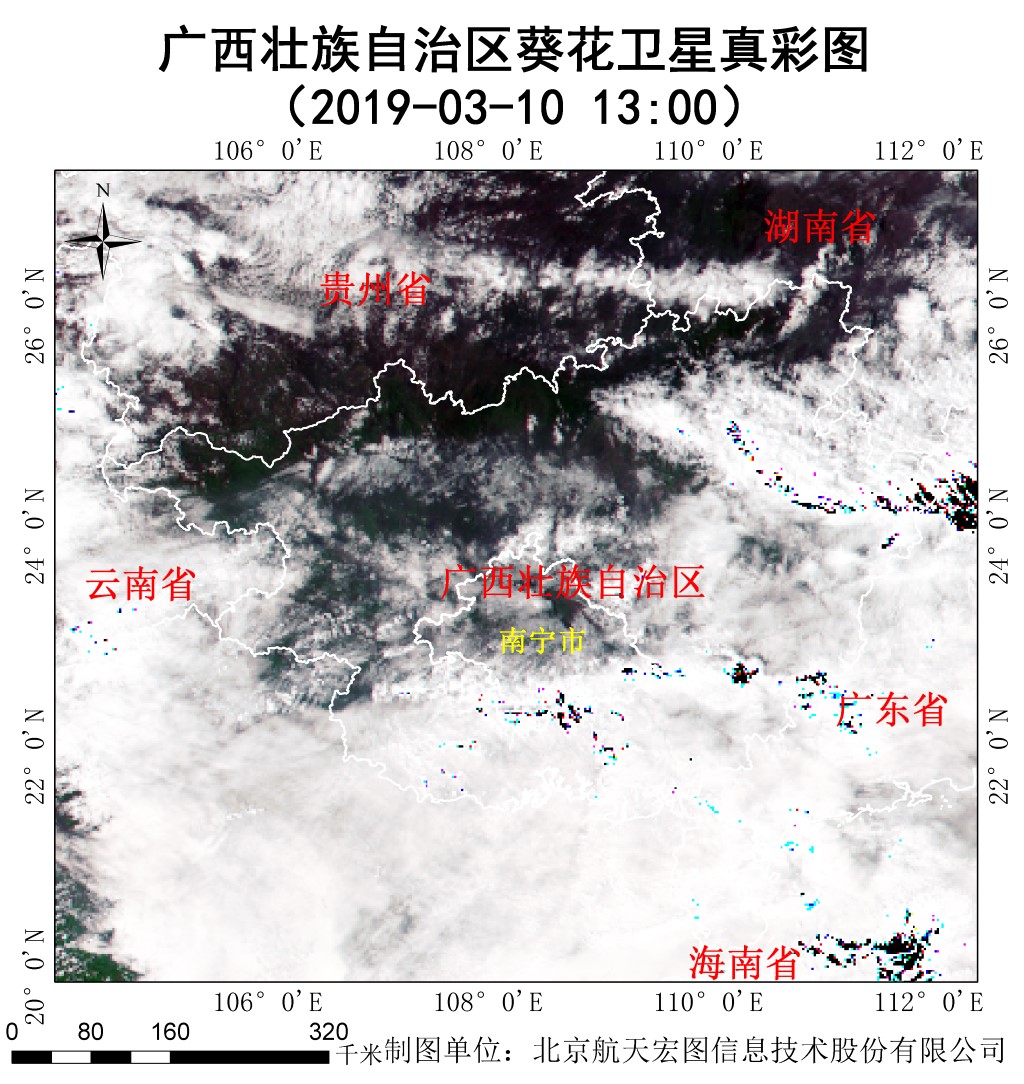 广西壮族自治区葵花卫星真彩图
（2019-03-10 13:00）
106° 0'E 108° 0'E 110° 0'E 112° 0'E
N
湖南省
贵州省
26° 0'N 26° 0'N
24° 0'N 24° 0'N
云南省
广西壮族自治区
南宁市
广东省
22° 0'N 22° 0'N
海南省
20° 0'N 20° 0'N
106° 0'E 108° 0'E 110° 0'E 112° 0'E
0 80 160 320
千米
制图单位：北京航天宏图信息技术股份有限公司